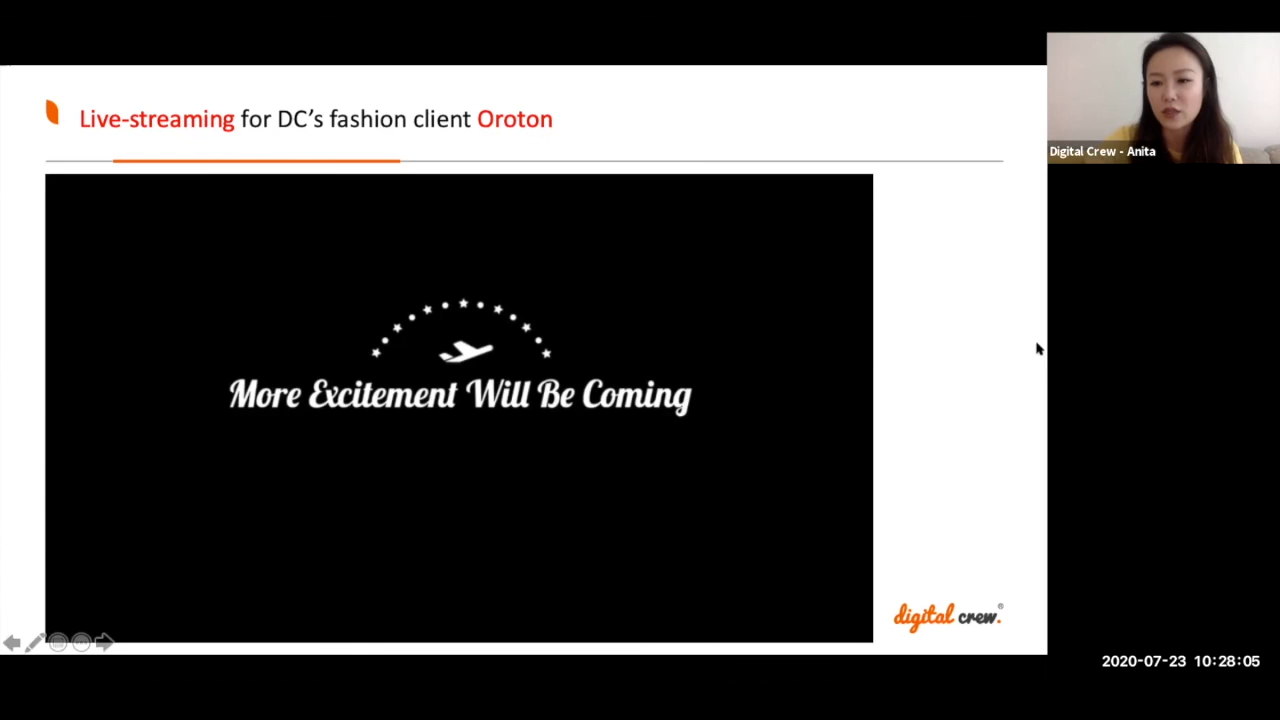 Live-streaming for DC's fashion client Oroton
Digital Crew - Anita
More Excitement Will Be Coming
digital crew.®
2020-07-23 10:28:05